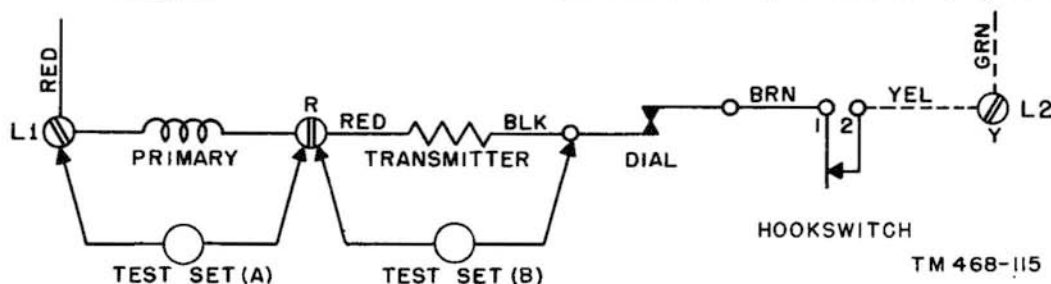 RED
GRN
L1
R
RED
BLK
BRN
YEL
L2
1
2
Y
PRIMARY
TRANSMITTER
DIAL
HOOKSWITCH
TEST SET (A)
TEST SET (B)
TM 468-115